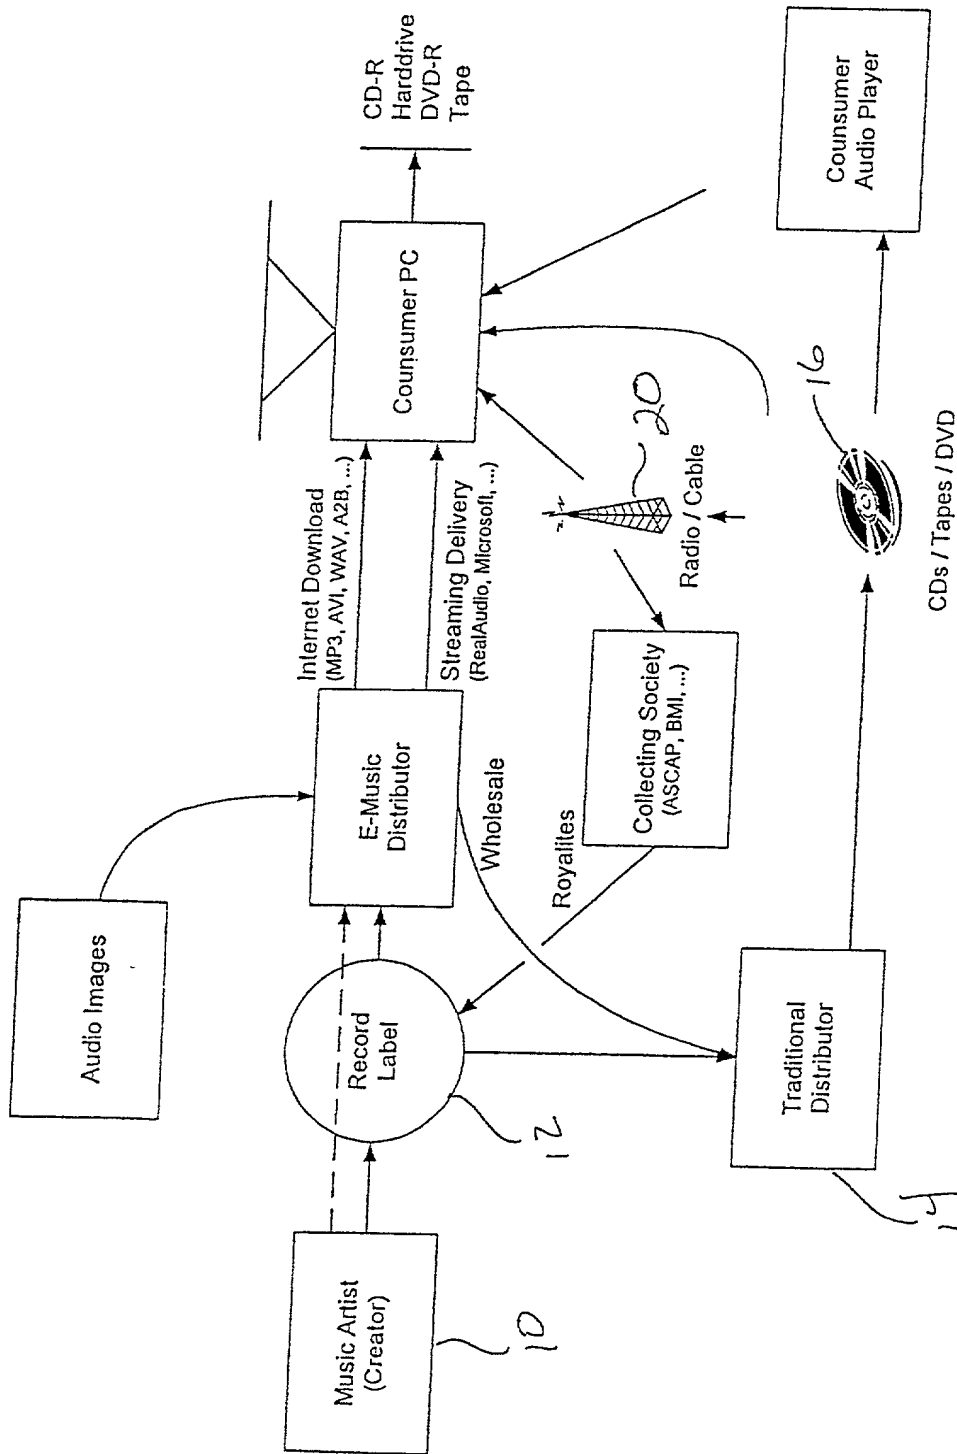 Audio Images
Music Artist
(Creator)
10
Record
Label
12
E-Music
Distributor
Internet Download
(MP3, AVI, WAV, A2B, ...)
Streaming Delivery
(RealAudio, Microsoft, ...)
Counsumer PC
CD-R
Harddrive
DVD-R
Tape
Wholesale
Royalites
Collecting Society
(ASCAP, BMI, ...)
Radio / Cable
20
Traditional
Distributor
14
CDs / Tapes / DVD
16
Counsumer
Audio Player